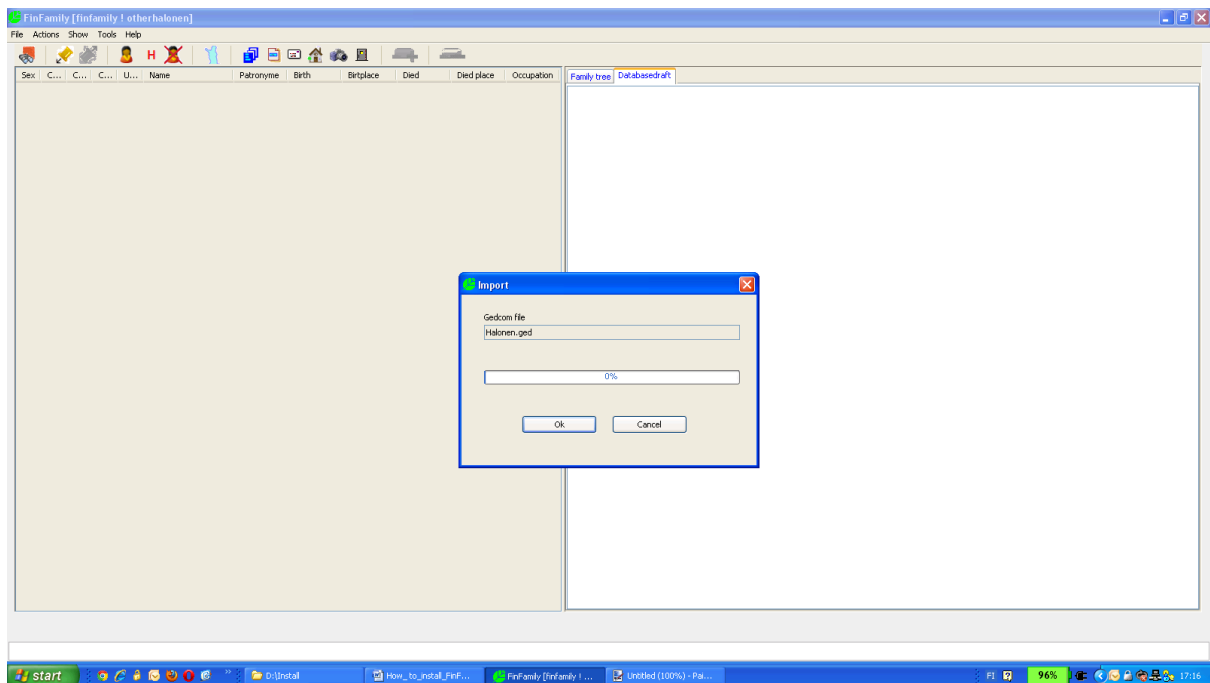 FinFamily [finfamily ! otherhalonen]
File Actions Show Tools Help
H
Sex C... C... C... U... Name Patronyme Birth Birtplace Died Died place Occupation
Family tree Databasedraft
Import
Gedcom file
Halonen.ged
0%
Ok Cancel
start D:\Install How_to_install_FinF... FinFamily [finfamily ! ... Untitled (100%) - Pai... FI 96% 17:16